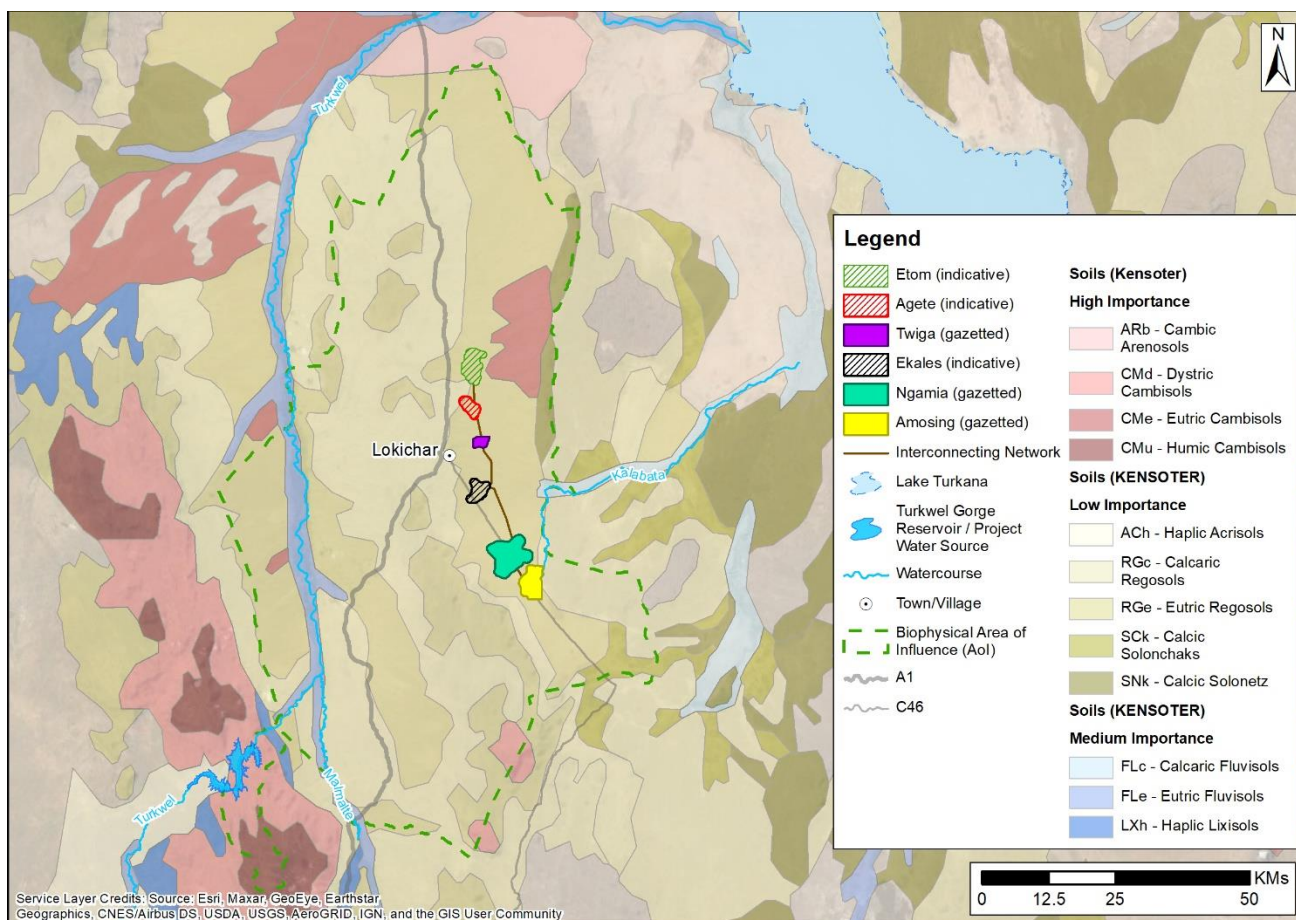 N
Turkwel
Lokichar
Kalabata
Turkwel
Malmalte
Legend
Etom (indicative)
Agete (indicative)
Twiga (gazetted)
Ekales (indicative)
Ngamia (gazetted)
Amosing (gazetted)
Interconnecting Network
Lake Turkana
Turkwel Gorge
Reservoir / Project
Water Source
Watercourse
Town/Village
Biophysical Area of
Influence (AoI)
A1
C46
Soils (Kensoter)
High Importance
ARb - Cambic
Arenosols
CMd - Dystric
Cambisols
CMe - Eutric Cambisols
CMu - Humic Cambisols
Soils (KENSOTER)
Low Importance
ACh - Haplic Acrisols
RGc - Calcaric
Regosols
RGe - Eutric Regosols
SCk - Calcic
Solonchaks
SNk - Calcic Solonetz
Soils (KENSOTER)
Medium Importance
FLc - Calcaric Fluvisols
FLe - Eutric Fluvisols
LXh - Haplic Lixisols
KMs
0 12.5 25 50
Service Layer Credits: Source: Esri, Maxar, GeoEye, Earthstar
Geographics, CNES/Airbus DS, USDA, USGS, AeroGRID, IGN, and the GIS User Community